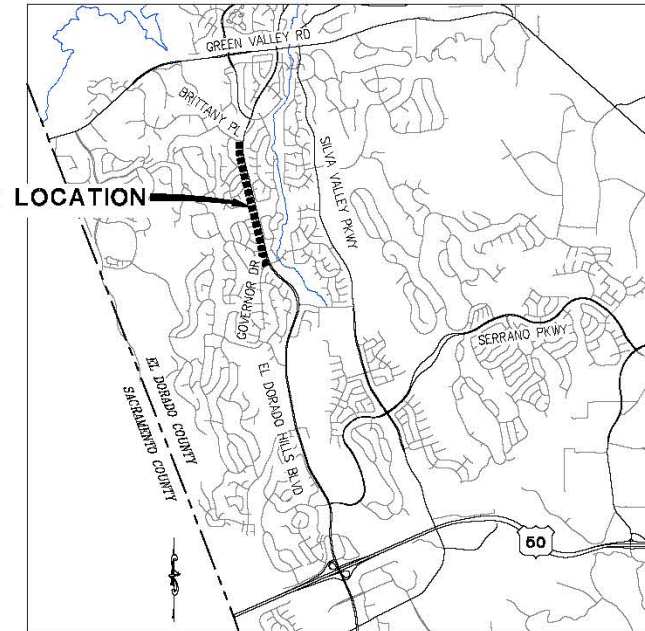 GREEN VALLEY RD
BRITTANY PL
SILVA VALLEY PKWY
LOCATION
GOVERNOR DR
SERRANO PKWY
EL DORADO COUNTY
SACRAMENTO COUNTY
EL DORADO HILLS BLVD
50